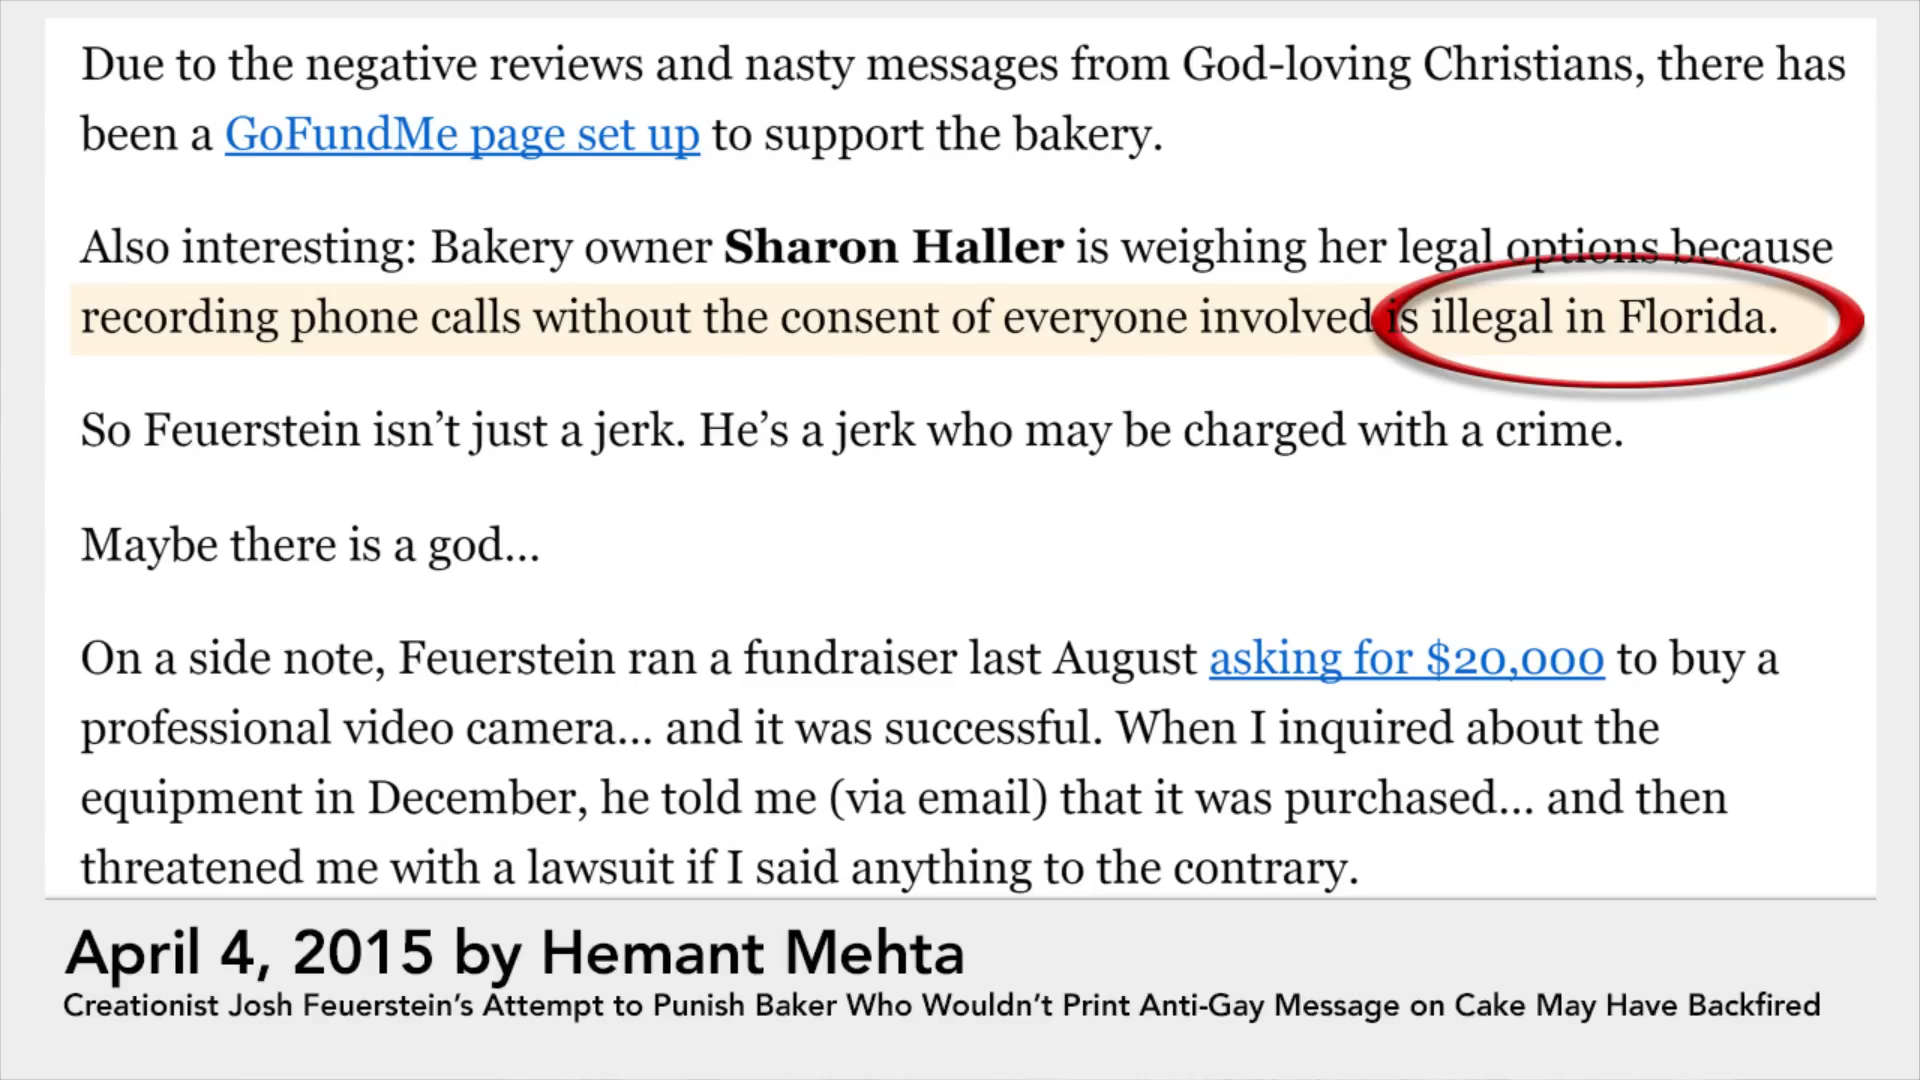 Due to the negative reviews and nasty messages from God-loving Christians, there has
been a GoFundMe page set up to support the bakery.
Also interesting: Bakery owner Sharon Haller is weighing her legal options because
recording phone calls without the consent of everyone involved is illegal in Florida.
So Feuerstein isn’t just a jerk. He’s a jerk who may be charged with a crime.
Maybe there is a god…
On a side note, Feuerstein ran a fundraiser last August asking for $20,000 to buy a
professional video camera… and it was successful. When I inquired about the
equipment in December, he told me (via email) that it was purchased… and then
threatened me with a lawsuit if I said anything to the contrary.
April 4, 2015 by Hemant Mehta
Creationist Josh Feuerstein’s Attempt to Punish Baker Who Wouldn’t Print Anti-Gay Message on Cake May Have Backfired